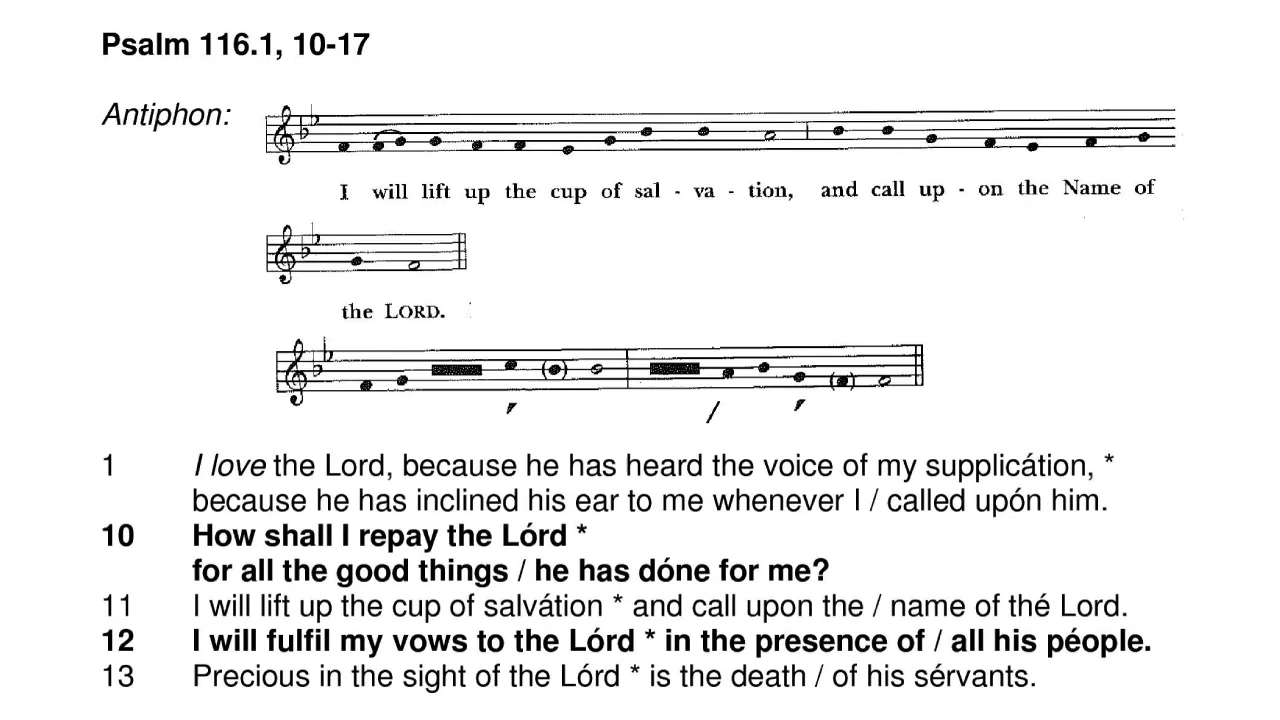 Psalm 116.1, 10-17
Antiphon:
I will lift up the cup of sal - va - tion, and call up - on the Name of
the LORD.
1 I love the Lord, because he has heard the voice of my supplicátion, *
because he has inclined his ear to me whenever I / called upón him.
10 How shall I repay the Lórd *
for all the good things / he has dóne for me?
11 I will lift up the cup of salvátion * and call upon the / name of thé Lord.
12 I will fulfil my vows to the Lórd * in the presence of / all his péople.
13 Precious in the sight of the Lórd * is the death / of his sérvants.